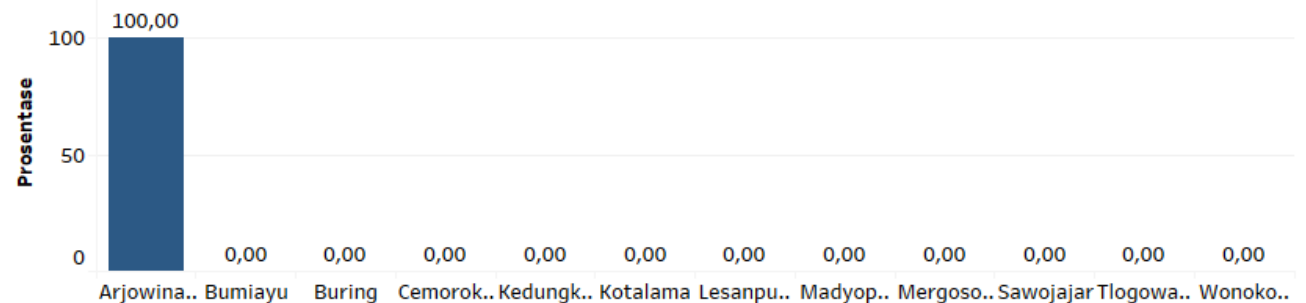 100,00
100
Prosentase
50
0
0,00 0,00 0,00 0,00 0,00 0,00 0,00 0,00 0,00 0,00 0,00
Arjowina.. Bumiayu Buring Cemorok.. Kedungk.. Kotalama Lesanpu.. Madyop.. Mergoso.. Sawojajar Tlogowa.. Wonoko..